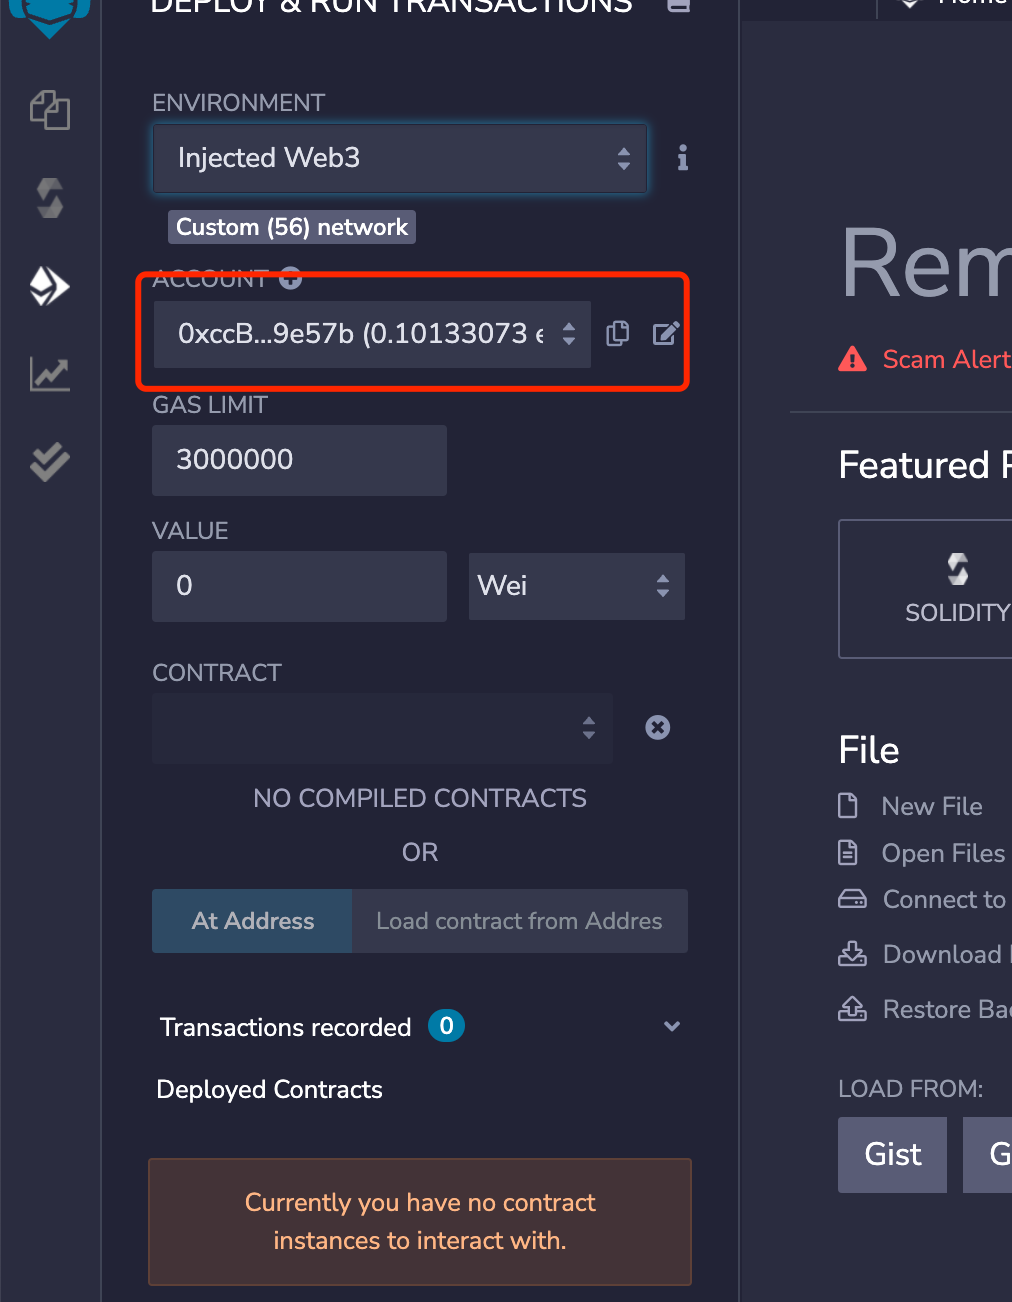 DEPLOY & RUN TRANSACTIONS
Home
ENVIRONMENT
Injected Web3
Custom (56) network
ACCOUNT
0xccB...9e57b (0.10133073 e
GAS LIMIT
3000000
VALUE
0
Wei
CONTRACT
NO COMPILED CONTRACTS
OR
At Address
Load contract from Addres
Transactions recorded 0
Deployed Contracts
Currently you have no contract
instances to interact with.
Rem
Scam Alert
Featured P
SOLIDITY
File
New File
Open Files
Connect to
Download
Restore Bac
LOAD FROM:
Gist
G